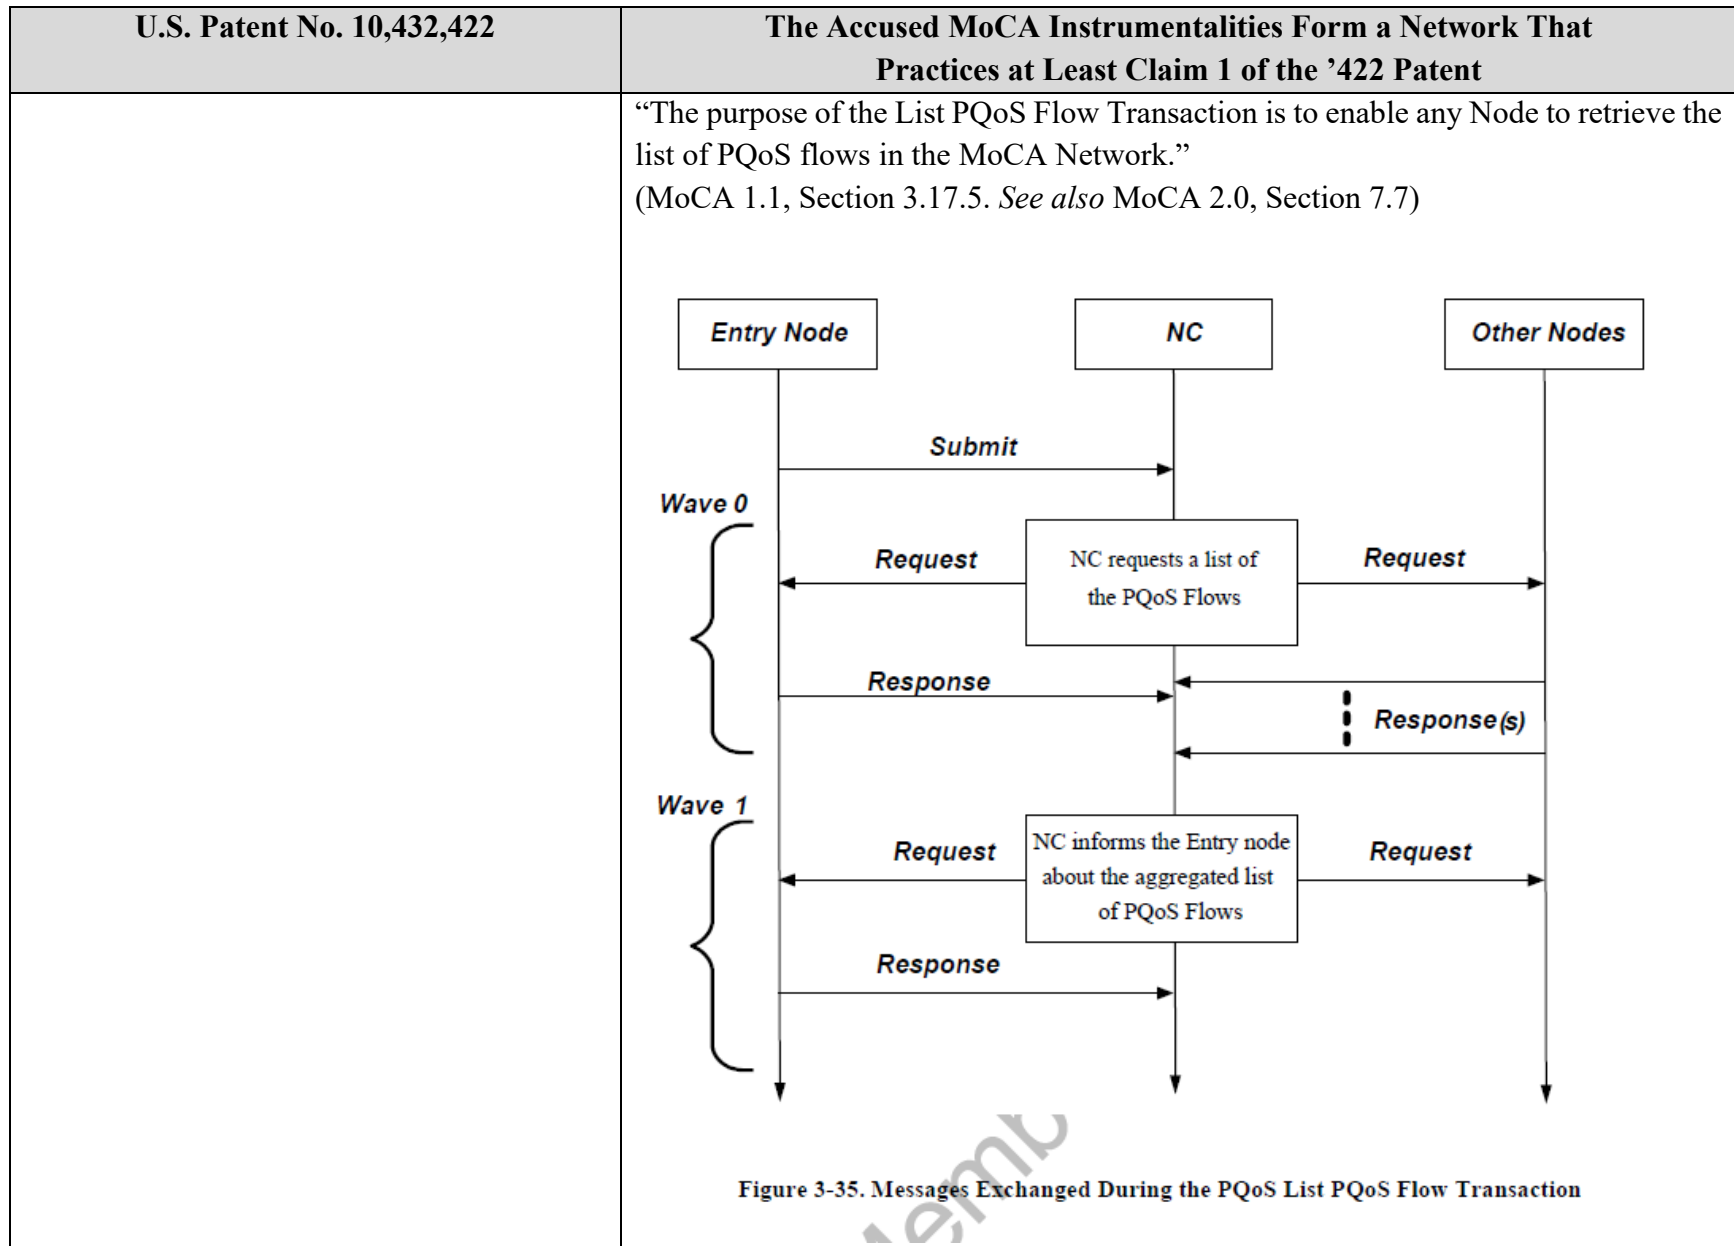 U.S. Patent No. 10,432,422
The Accused MoCA Instrumentalities Form a Network That
Practices at Least Claim 1 of the ’422 Patent
“The purpose of the List PQoS Flow Transaction is to enable any Node to retrieve the
list of PQoS flows in the MoCA Network.”
(MoCA 1.1, Section 3.17.5. See also MoCA 2.0, Section 7.7)
Entry Node
NC
Other Nodes
Submit
Wave 0
Request
NC requests a list of
the PQoS Flows
Request
Response
Response(s)
Wave 1
Request
NC informs the Entry node
about the aggregated list
of PQoS Flows
Request
Response
Figure 3-35. Messages Exchanged During the PQoS List PQoS Flow Transaction